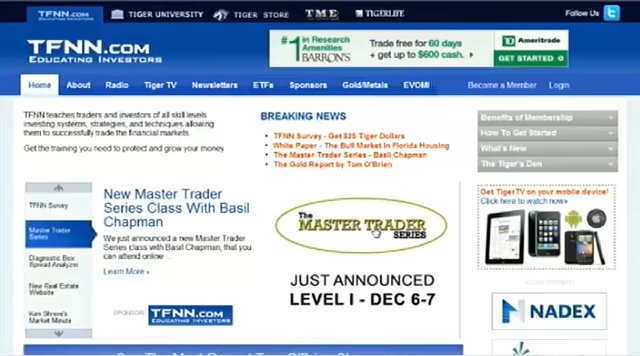 TFNN.COM
EDUCATING INVESTORS
TIGER UNIVERSITY
TIGER STORE
TME
TIGERLIFE
Follow Us
TFNN.COM
EDUCATING INVESTORS
#1 in Research
Amenities
BARRON'S
Trade free for 60 days
+ get up to $600 cash.
TD Ameritrade
GET STARTED
Home About Radio Tiger TV Newsletters ETFs Sponsors Gold/Metals EVOMI Become a Member Login
TFNN teaches traders and investors of all skill levels
investing systems, strategies, and techniques allowing
them to successfully trade the financial markets
Get the training you need to protect and grow your money
BREAKING NEWS
TFNN Survey - Get $25 Tiger Dollars
White Paper - The Bull Market In Florida Housing
The Master Trader Series - Basil Chapman
The Gold Report by Tom O'Brien
Benefits of Membership
How To Get Started
What's New
The Tiger's Den
TFNN Survey
Master Trader
Series
Diagnostic Box
Spread Analyzer
New Real Estate
Website
Ken Shreve's
Market Minute
New Master Trader
Series Class With Basil
Chapman
We just announced a new Master Trader
Series class with Basil Chapman, that you
can attend online ...
Learn More
SPONSOR:
TFNN.COM
EDUCATING INVESTORS
The
MASTER TRADER
SERIES
JUST ANNOUNCED
LEVEL I - DEC 6-7
Get TigerTV on your mobile device!
Click here to watch now»
NADEX